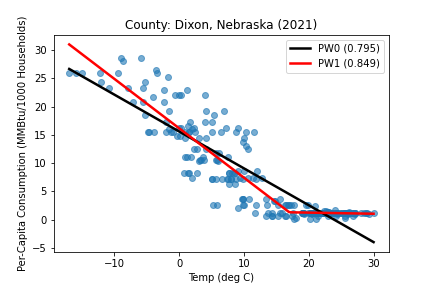 County: Dixon, Nebraska (2021)
PW0 (0.795)
PW1 (0.849)
Per-Capita Consumption (MMBtu/1000 Households)
30
25
20
15
10
5
0
−5
−10
0
10
20
30
Temp (deg C)